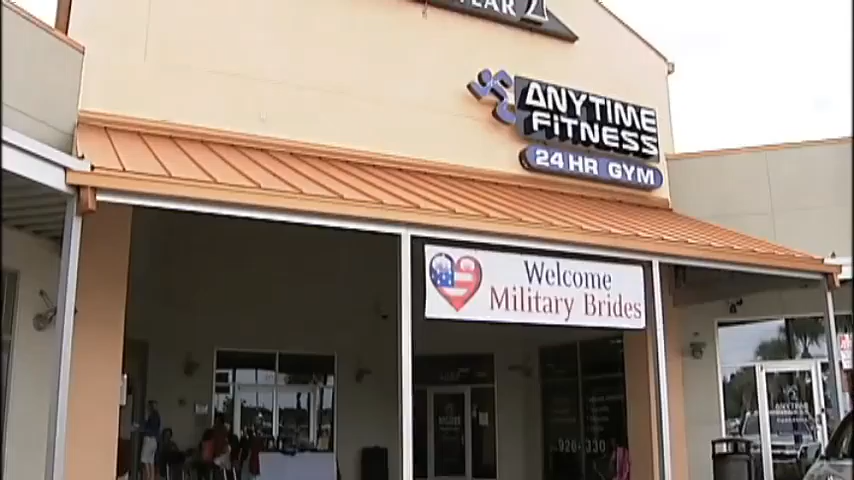 ANYTIME
FITNESS
24 HR GYM
Welcome
Military Brides